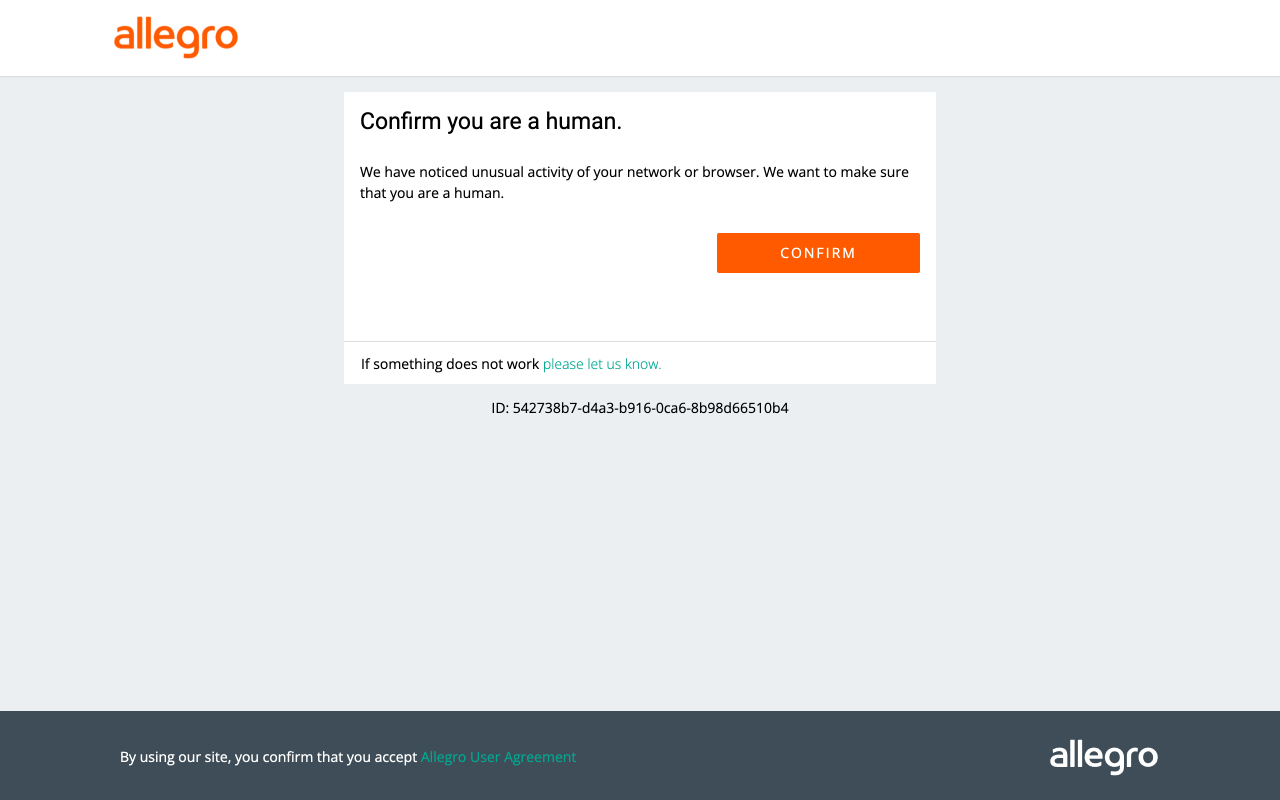 allegro
Confirm you are a human.
We have noticed unusual activity of your network or browser. We want to make sure
that you are a human.
CONFIRM
If something does not work please let us know.
ID: 542738b7-d4a3-b916-0ca6-8b98d66510b4
By using our site, you confirm that you accept Allegro User Agreement
allegro